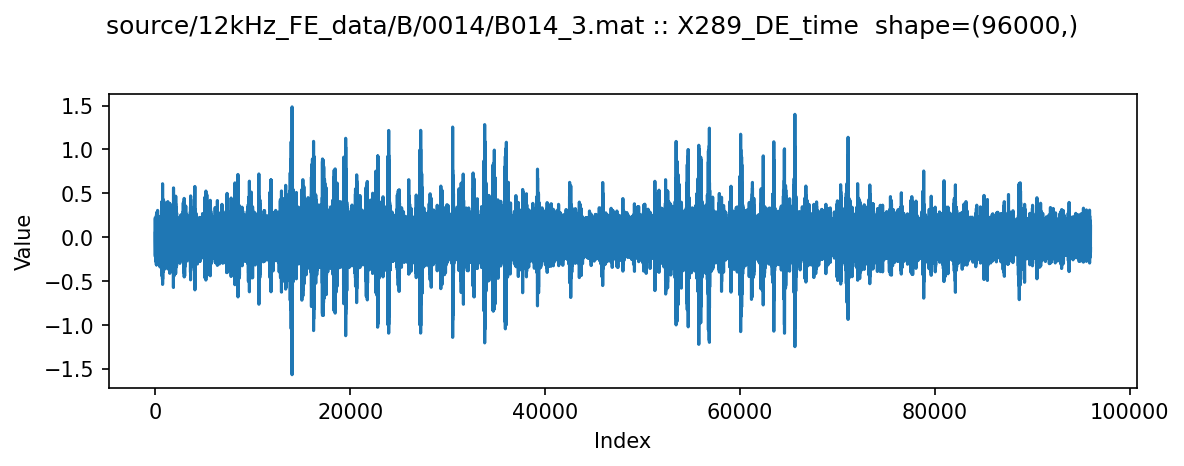 source/12kHz_FE_data/B/0014/B014_3.mat :: X289_DE_time  shape=(96000,)
1.5
1.0
0.5
0.0
−0.5
−1.0
−1.5
Value
0 20000 40000 60000 80000 100000
Index